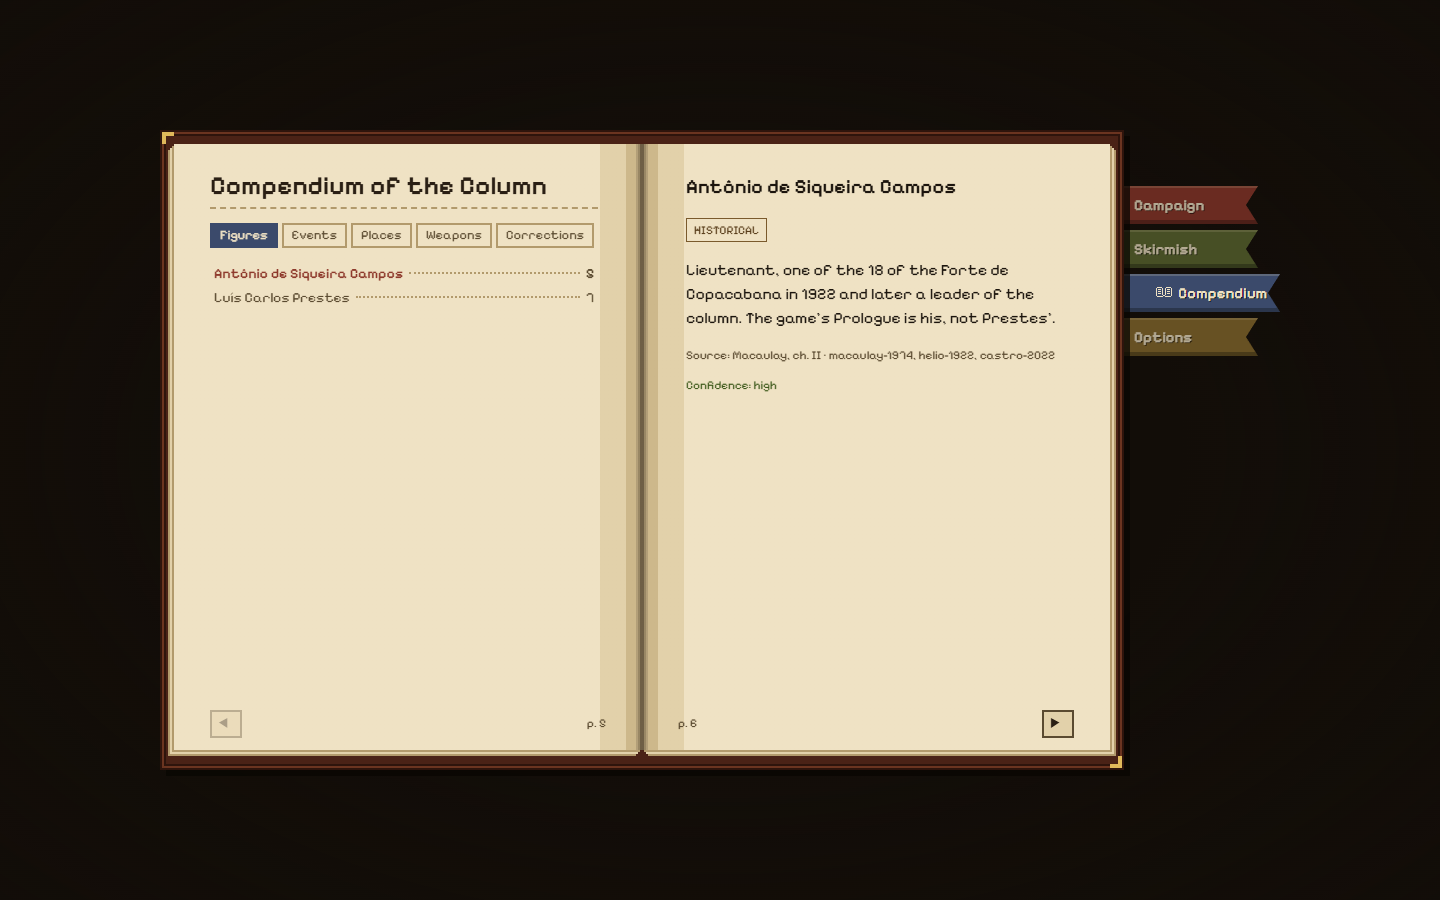 Compendium of the Column
Figures
Events
Places
Weapons
Corrections
Antônio de Siqueira Campos 5
Luís Carlos Prestes 7
p. 5
Antônio de Siqueira Campos
HISTORICAL
Lieutenant, one of the 18 of the Forte de
Copacabana in 1922 and later a leader of the
column. The game's Prologue is his, not Prestes'.
Source: Macaulay, ch. II · macaulay-1974, helio-1922, castro-2022
Confidence: high
p. 6
Campaign
Skirmish
Compendium
Options